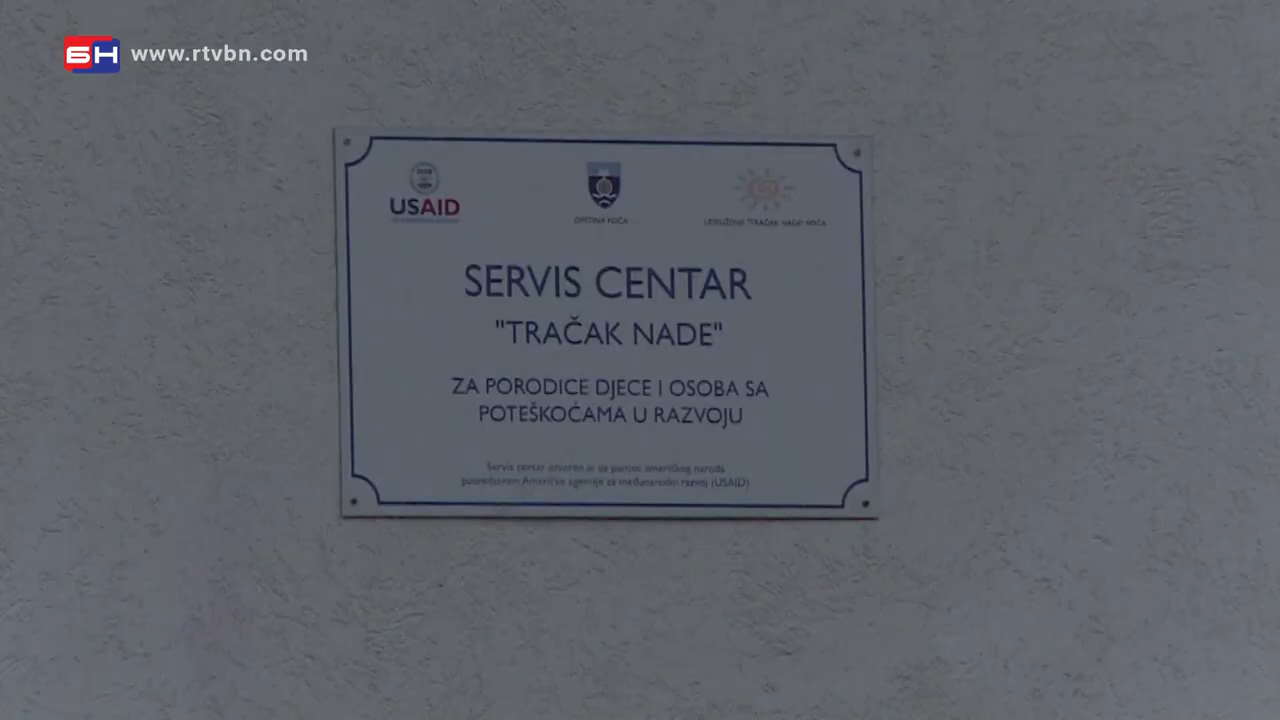 БН www.rtvbn.com
USAID
OPŠTINA FOČA
UDRUŽENJE "TRAČAK NADE" FOČA
SERVIS CENTAR
"TRAČAK NADE"
ZA PORODICE DJECE I OSOBA SA
POTEŠKOĆAMA U RAZVOJU
Servis centar otvoren je uz pomoć američkog naroda
posredstvom Američke agencije za međunarodni razvoj (USAID)